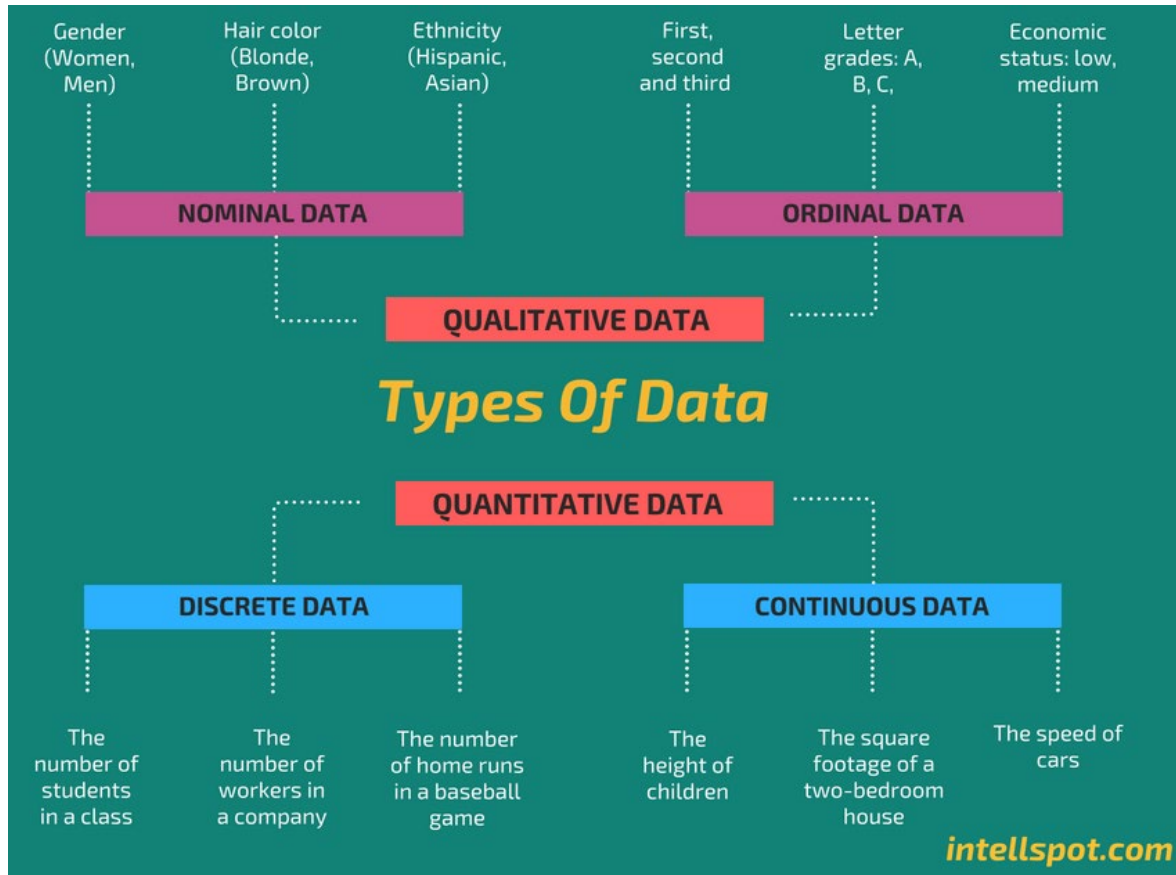 Gender
(Women,
Men)
Hair color
(Blonde,
Brown)
Ethnicity
(Hispanic,
Asian)
First,
second
and third
Letter
grades: A,
B, C,
Economic
status: low,
medium
NOMINAL DATA
ORDINAL DATA
QUALITATIVE DATA
Types Of Data
QUANTITATIVE DATA
DISCRETE DATA
CONTINUOUS DATA
The
number of
students
in a class
The
number of
workers in
a company
The number
of home runs
in a baseball
game
The
height of
children
The square
footage of a
two-bedroom
house
The speed of
cars
intellspot.com